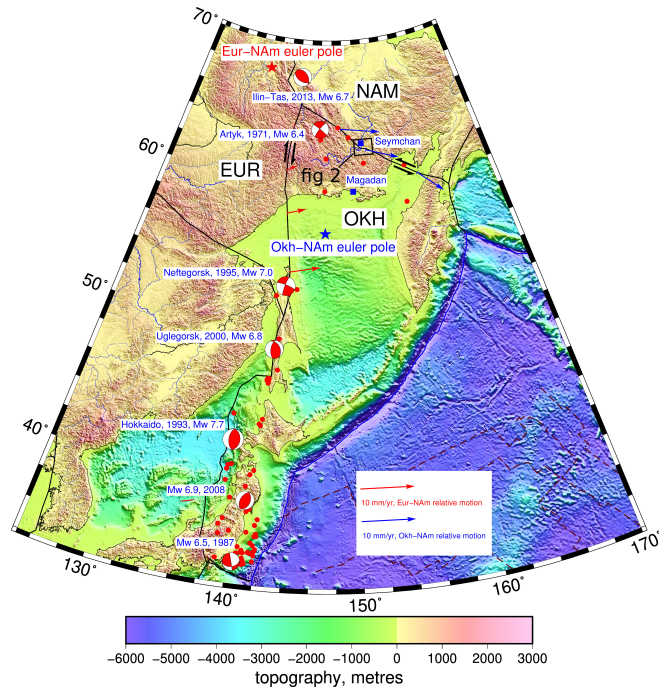 70˚
Eur−NAm euler pole
Ilin−Tas, 2013, Mw 6.7
NAM
Artyk, 1971, Mw 6.4
Seymchan
60˚
EUR
fig 2
Magadan
OKH
Okh−NAm euler pole
Neftegorsk, 1995, Mw 7.0
50˚
Uglegorsk, 2000, Mw 6.8
Hokkaido, 1993, Mw 7.7
40˚
Mw 6.9, 2008
10 mm/yr, Eur−NAm relative motion
10 mm/yr, Okh−NAm relative motion
Mw 6.5, 1987
130˚
140˚
150˚
160˚
170˚
−6000 −5000 −4000 −3000 −2000 −1000 0 1000 2000 3000
topography, metres